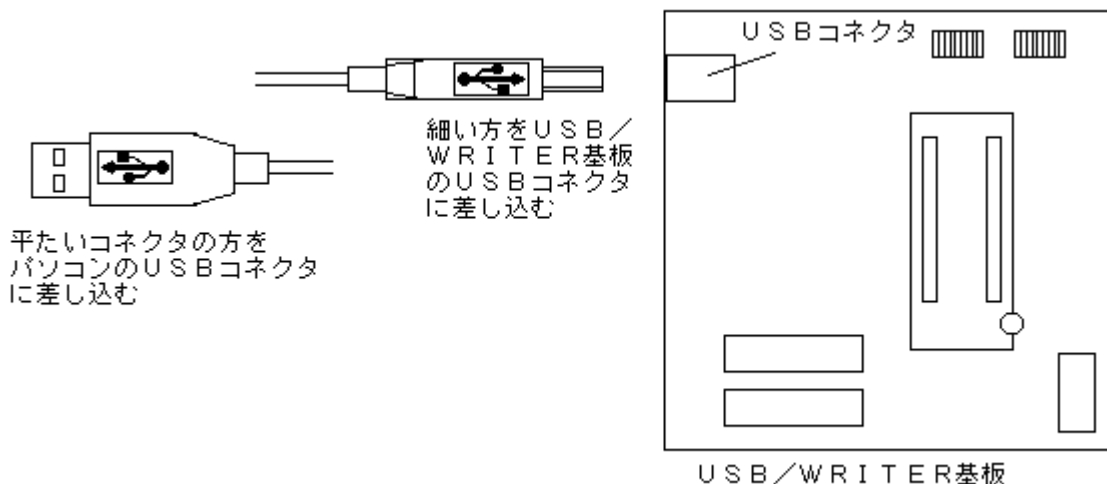 USBコネクタ
細い方をUSB/
WRITER基板
のUSBコネクタ
に差し込む
平たいコネクタの方を
パソコンのUSBコネクタ
に差し込む
USB/WRITER基板